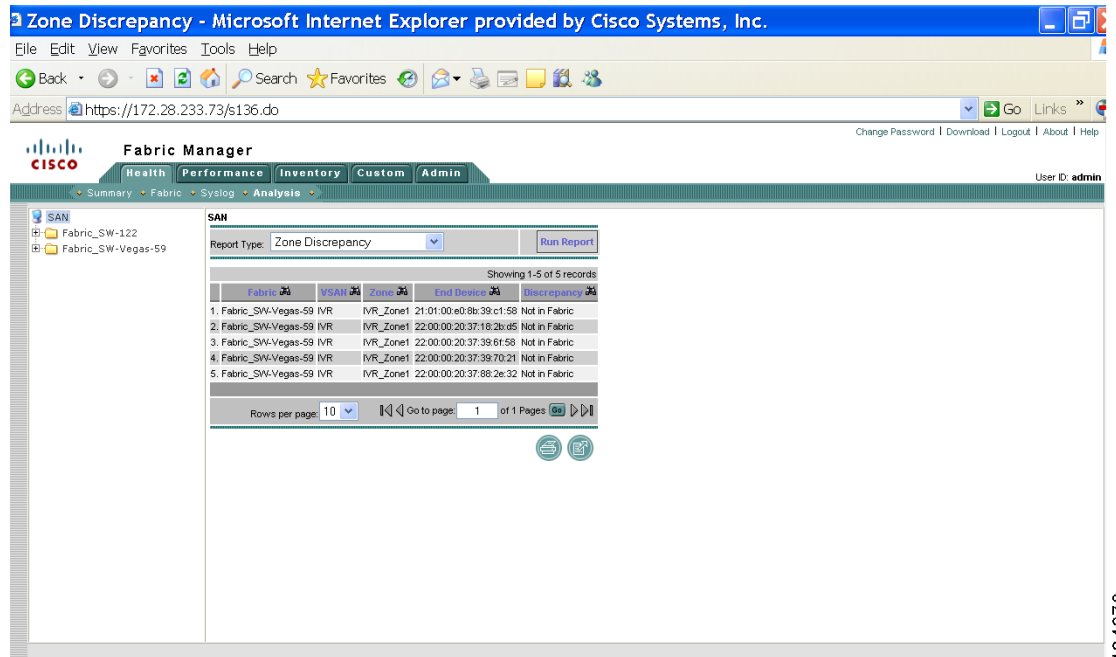 Zone Discrepancy - Microsoft Internet Explorer provided by Cisco Systems, Inc.
File Edit View Favorites Tools Help
Back Search Favorites
Address https://172.28.233.73/s136.do Go Links »
Change Password | Download | Logout | About | Help
CISCO
Fabric Manager
Health Performance Inventory Custom Admin
User ID: admin
Summary Fabric Syslog Analysis
SAN
Fabric_SW-122
Fabric_SW-Vegas-59
SAN
Report Type: Zone Discrepancy Run Report
Showing 1-5 of 5 records
Fabric VSAN Zone End Device Discrepancy
1. Fabric_SW-Vegas-59 IVR IVR_Zone1 21:01:00:e0:8b:39:c1:58 Not in Fabric
2. Fabric_SW-Vegas-59 IVR IVR_Zone1 22:00:00:20:37:18:2b:d5 Not in Fabric
3. Fabric_SW-Vegas-59 IVR IVR_Zone1 22:00:00:20:37:39:6f:58 Not in Fabric
4. Fabric_SW-Vegas-59 IVR IVR_Zone1 22:00:00:20:37:39:70:21 Not in Fabric
5. Fabric_SW-Vegas-59 IVR IVR_Zone1 22:00:00:20:37:88:2e:32 Not in Fabric
Rows per page: 10 Go to page: 1 of 1 Pages Go